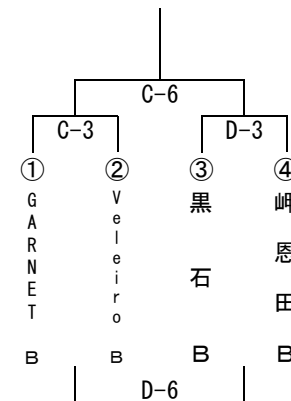 C-6
C-3
D-3
① ② ③ ④
GARNET B
Veleiro B
黒石 B
岬恩田 B
D-6